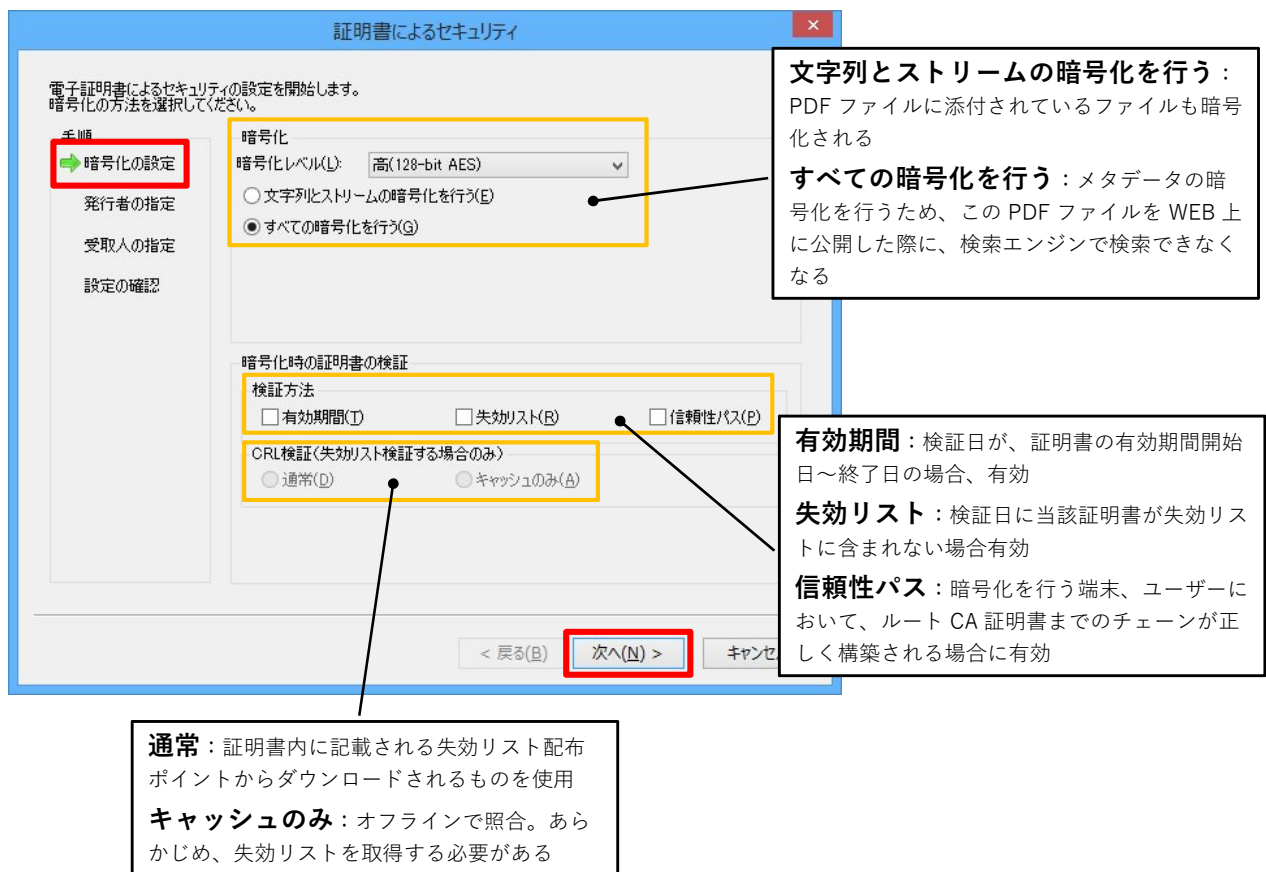 証明書によるセキュリティ
電子証明書によるセキュリティの設定を開始します。
暗号化の方法を選択してください。
手順
暗号化の設定
発行者の指定
受取人の指定
設定の確認
暗号化
暗号化レベル(L): 高(128-bit AES)
文字列とストリームの暗号化を行う(E)
すべての暗号化を行う(G)
暗号化時の証明書の検証
検証方法
有効期間(T) 失効リスト(R) 信頼性パス(P)
CRL検証(失効リスト検証する場合のみ)
通常(D) キャッシュのみ(A)
< 戻る(B) 次へ(N) > キャンセ
文字列とストリームの暗号化を行う：
PDF ファイルに添付されているファイルも暗号
化される
すべての暗号化を行う：メタデータの暗
号化を行うため、この PDF ファイルを WEB 上
に公開した際に、検索エンジンで検索できなく
なる
有効期間：検証日が、証明書の有効期間開始
日～終了日の場合、有効
失効リスト：検証日に当該証明書が失効リス
トに含まれない場合有効
信頼性パス：暗号化を行う端末、ユーザーに
おいて、ルート CA 証明書までのチェーンが正
しく構築される場合に有効
通常：証明書内に記載される失効リスト配布
ポイントからダウンロードされるものを使用
キャッシュのみ：オフラインで照合。あら
かじめ、失効リストを取得する必要がある